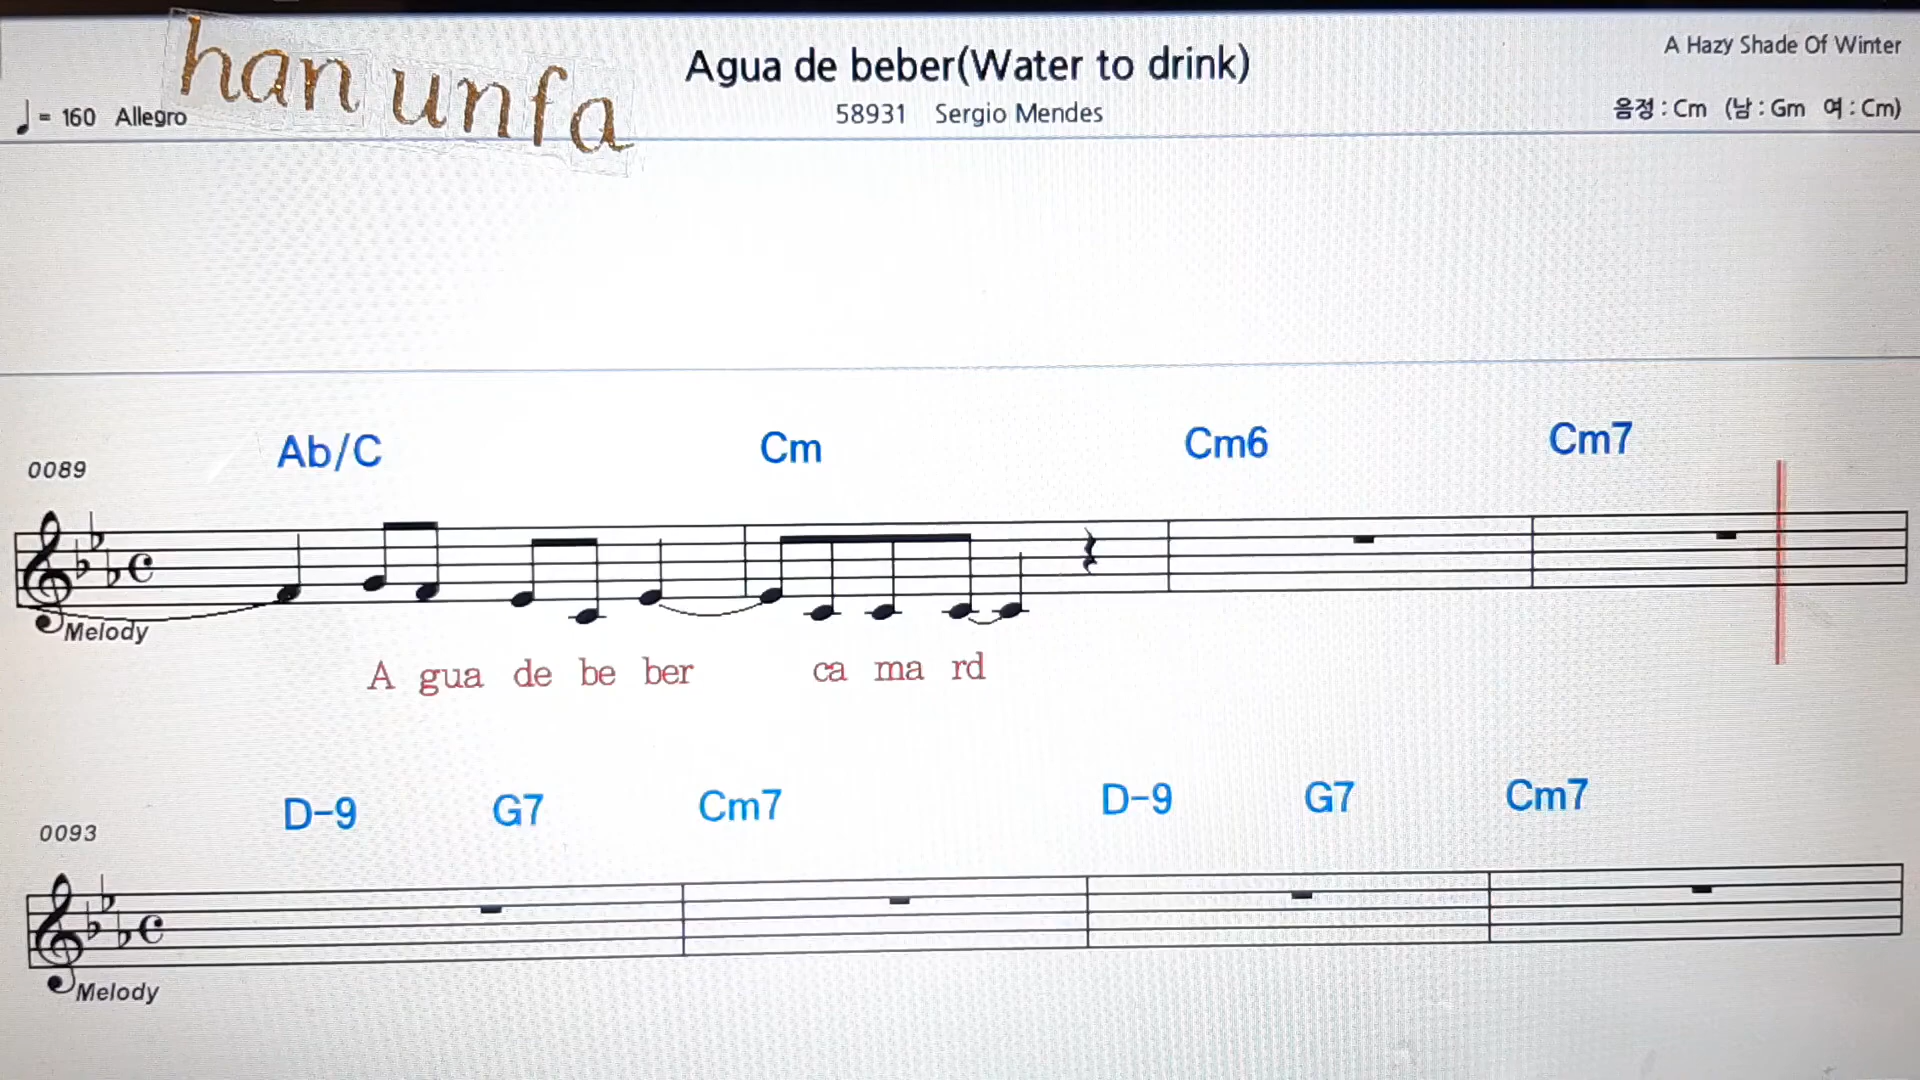 han unfa
Agua de beber(Water to drink)
A Hazy Shade Of Winter
= 160 Allegro
58931 Sergio Mendes
음정 : Cm (남 : Gm 여 : Cm)
Ab/C Cm Cm6 Cm7
0089
Melody
A gua de be ber ca ma rd
D-9 G7 Cm7 D-9 G7 Cm7
0093
Melody